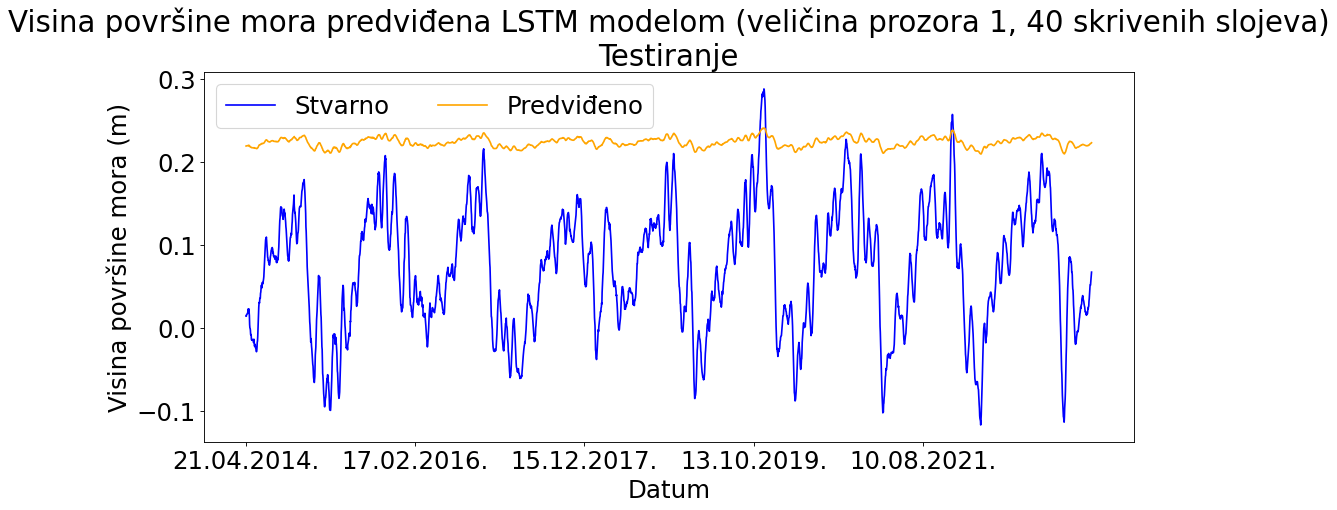 Visina površine mora predviđena LSTM modelom (veličina prozora 1, 40 skrivenih slojeva)
Testiranje
Stvarno
Predviđeno
Visina površine mora (m)
0.3
0.2
0.1
0.0
−0.1
21.04.2014.
17.02.2016.
15.12.2017.
13.10.2019.
10.08.2021.
Datum